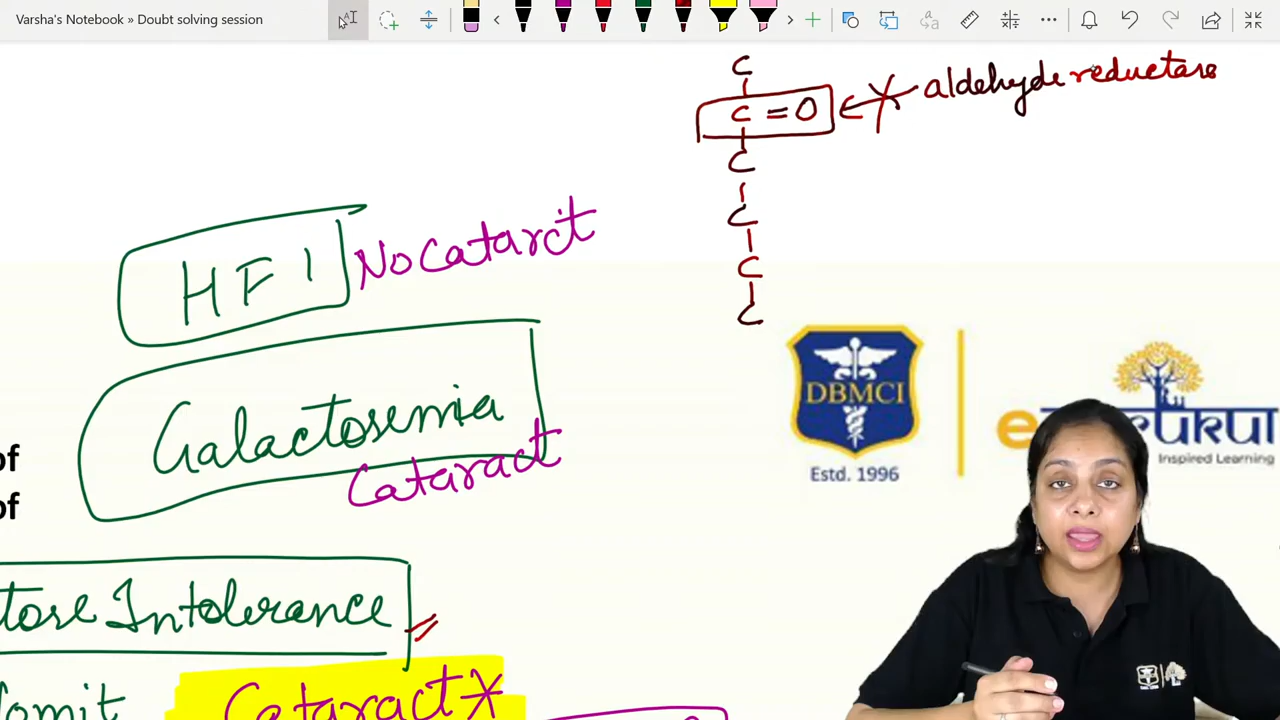 Varsha's Notebook » Doubt solving session
C
C = O
aldehyde reductase
C
C
C
C
HFI
No Catarct
Galactosemia
Cataract
of
of
tose Intolerance
Vomit
Cataract
DBMCI
Estd. 1996
Inspired Learning